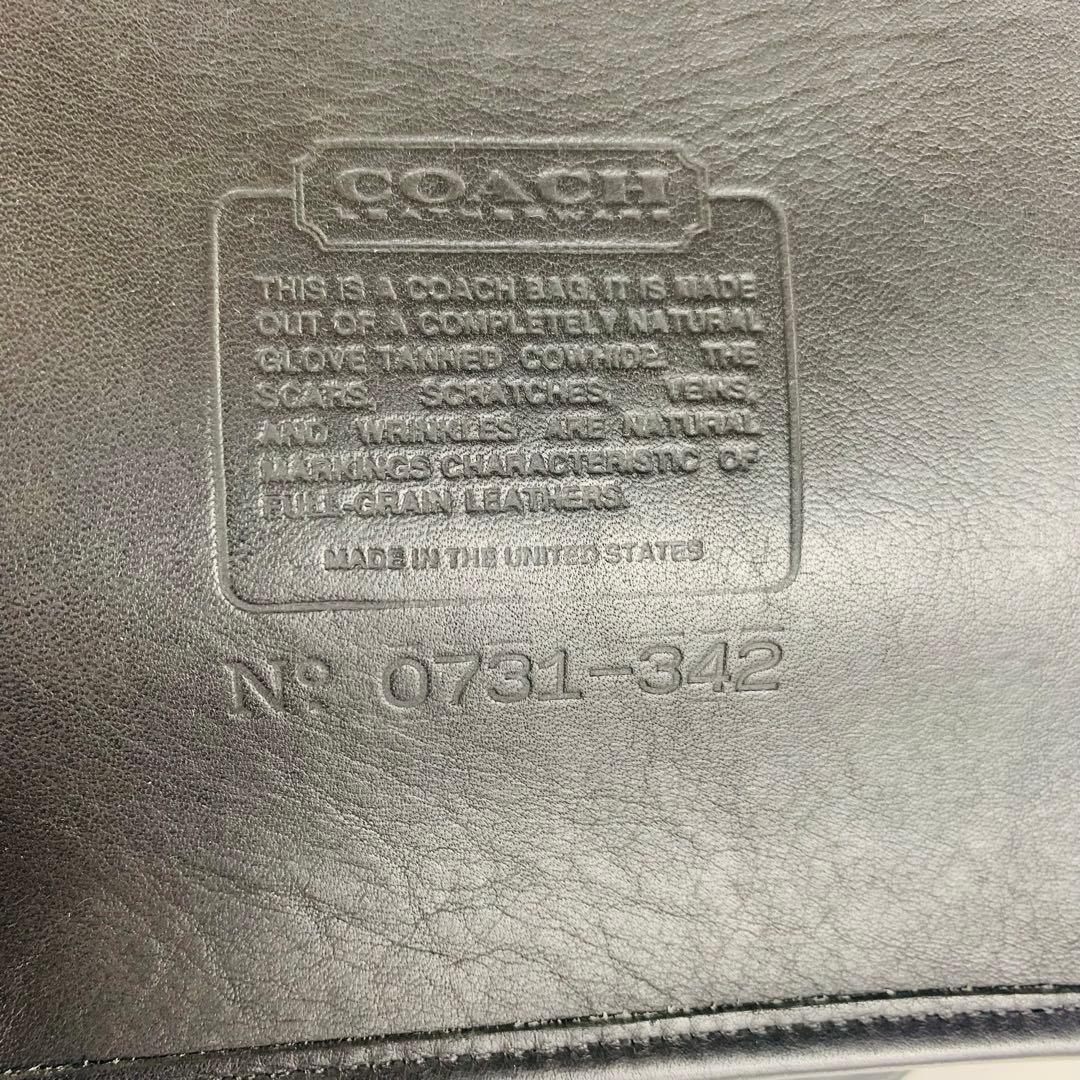 COACH
LEATHERWARE
THIS IS A COACH BAG. IT IS MADE
OUT OF A COMPLETELY NATURAL
GLOVE TANNED COWHIDE. THE
SCARS, SCRATCHES, VEINS,
AND WRINKLES ARE NATURAL
MARKINGS CHARACTERISTIC OF
FULL-GRAIN LEATHERS.
MADE IN THE UNITED STATES
No. 0731-342